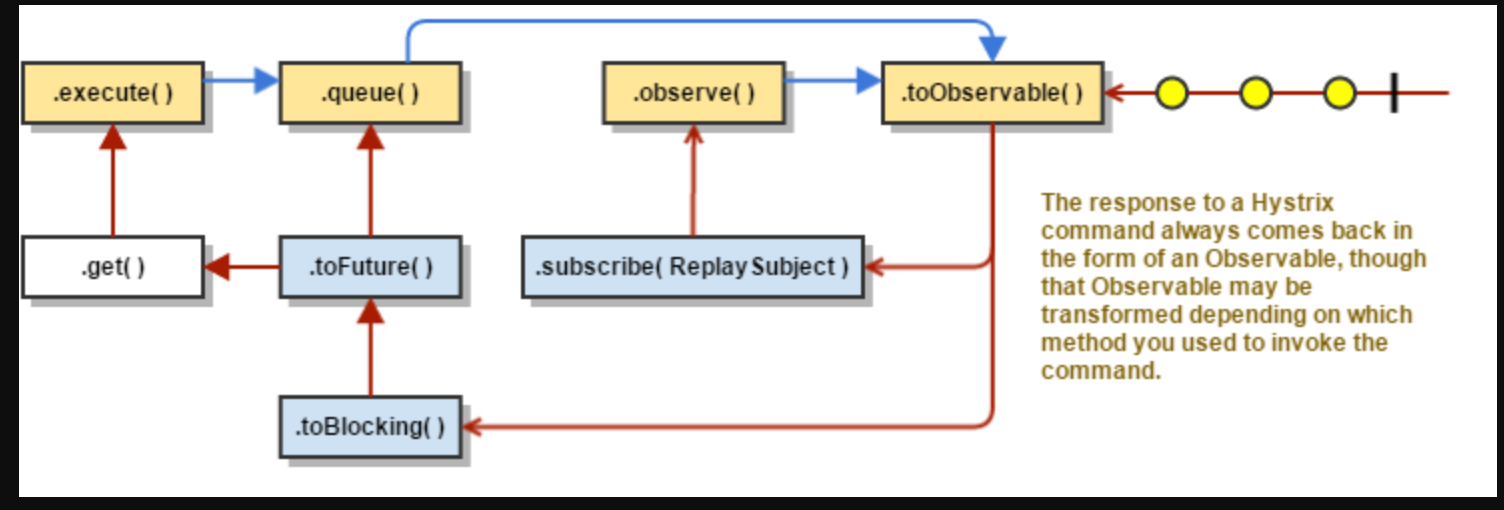 .execute( )
.queue( )
.observe( )
.toObservable( )
.get( )
.toFuture( )
.subscribe( ReplaySubject )
.toBlocking( )
The response to a Hystrix
command always comes back in
the form of an Observable, though
that Observable may be
transformed depending on which
method you used to invoke the
command.